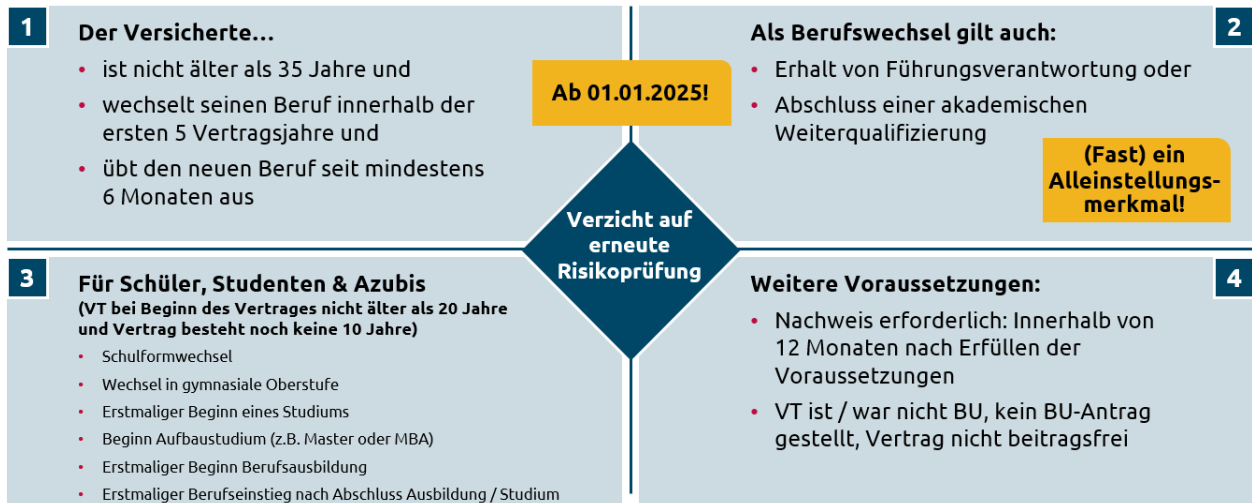 1
Der Versicherte…
• ist nicht älter als 35 Jahre und
• wechselt seinen Beruf innerhalb der
ersten 5 Vertragsjahre und
• übt den neuen Beruf seit mindestens
6 Monaten aus
Ab 01.01.2025!
2
Als Berufswechsel gilt auch:
• Erhalt von Führungsverantwortung oder
• Abschluss einer akademischen
Weiterqualifizierung
(Fast) ein
Alleinstellungs-
merkmal!
Verzicht auf
erneute
Risikoprüfung
3
Für Schüler, Studenten & Azubis
(VT bei Beginn des Vertrages nicht älter als 20 Jahre
und Vertrag besteht noch keine 10 Jahre)
• Schulformwechsel
• Wechsel in gymnasiale Oberstufe
• Erstmaliger Beginn eines Studiums
• Beginn Aufbaustudium (z.B. Master oder MBA)
• Erstmaliger Beginn Berufsausbildung
• Erstmaliger Berufseinstieg nach Abschluss Ausbildung / Studium
4
Weitere Voraussetzungen:
• Nachweis erforderlich: Innerhalb von
12 Monaten nach Erfüllen der
Voraussetzungen
• VT ist / war nicht BU, kein BU-Antrag
gestellt, Vertrag nicht beitragsfrei